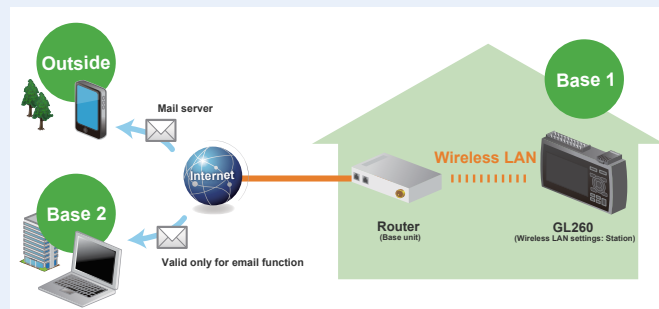 Outside
Mail server
Base 1
Wireless LAN
Internet
Base 2
Router
(Base unit)
GL260
(Wireless LAN settings: Station)
Valid only for email function